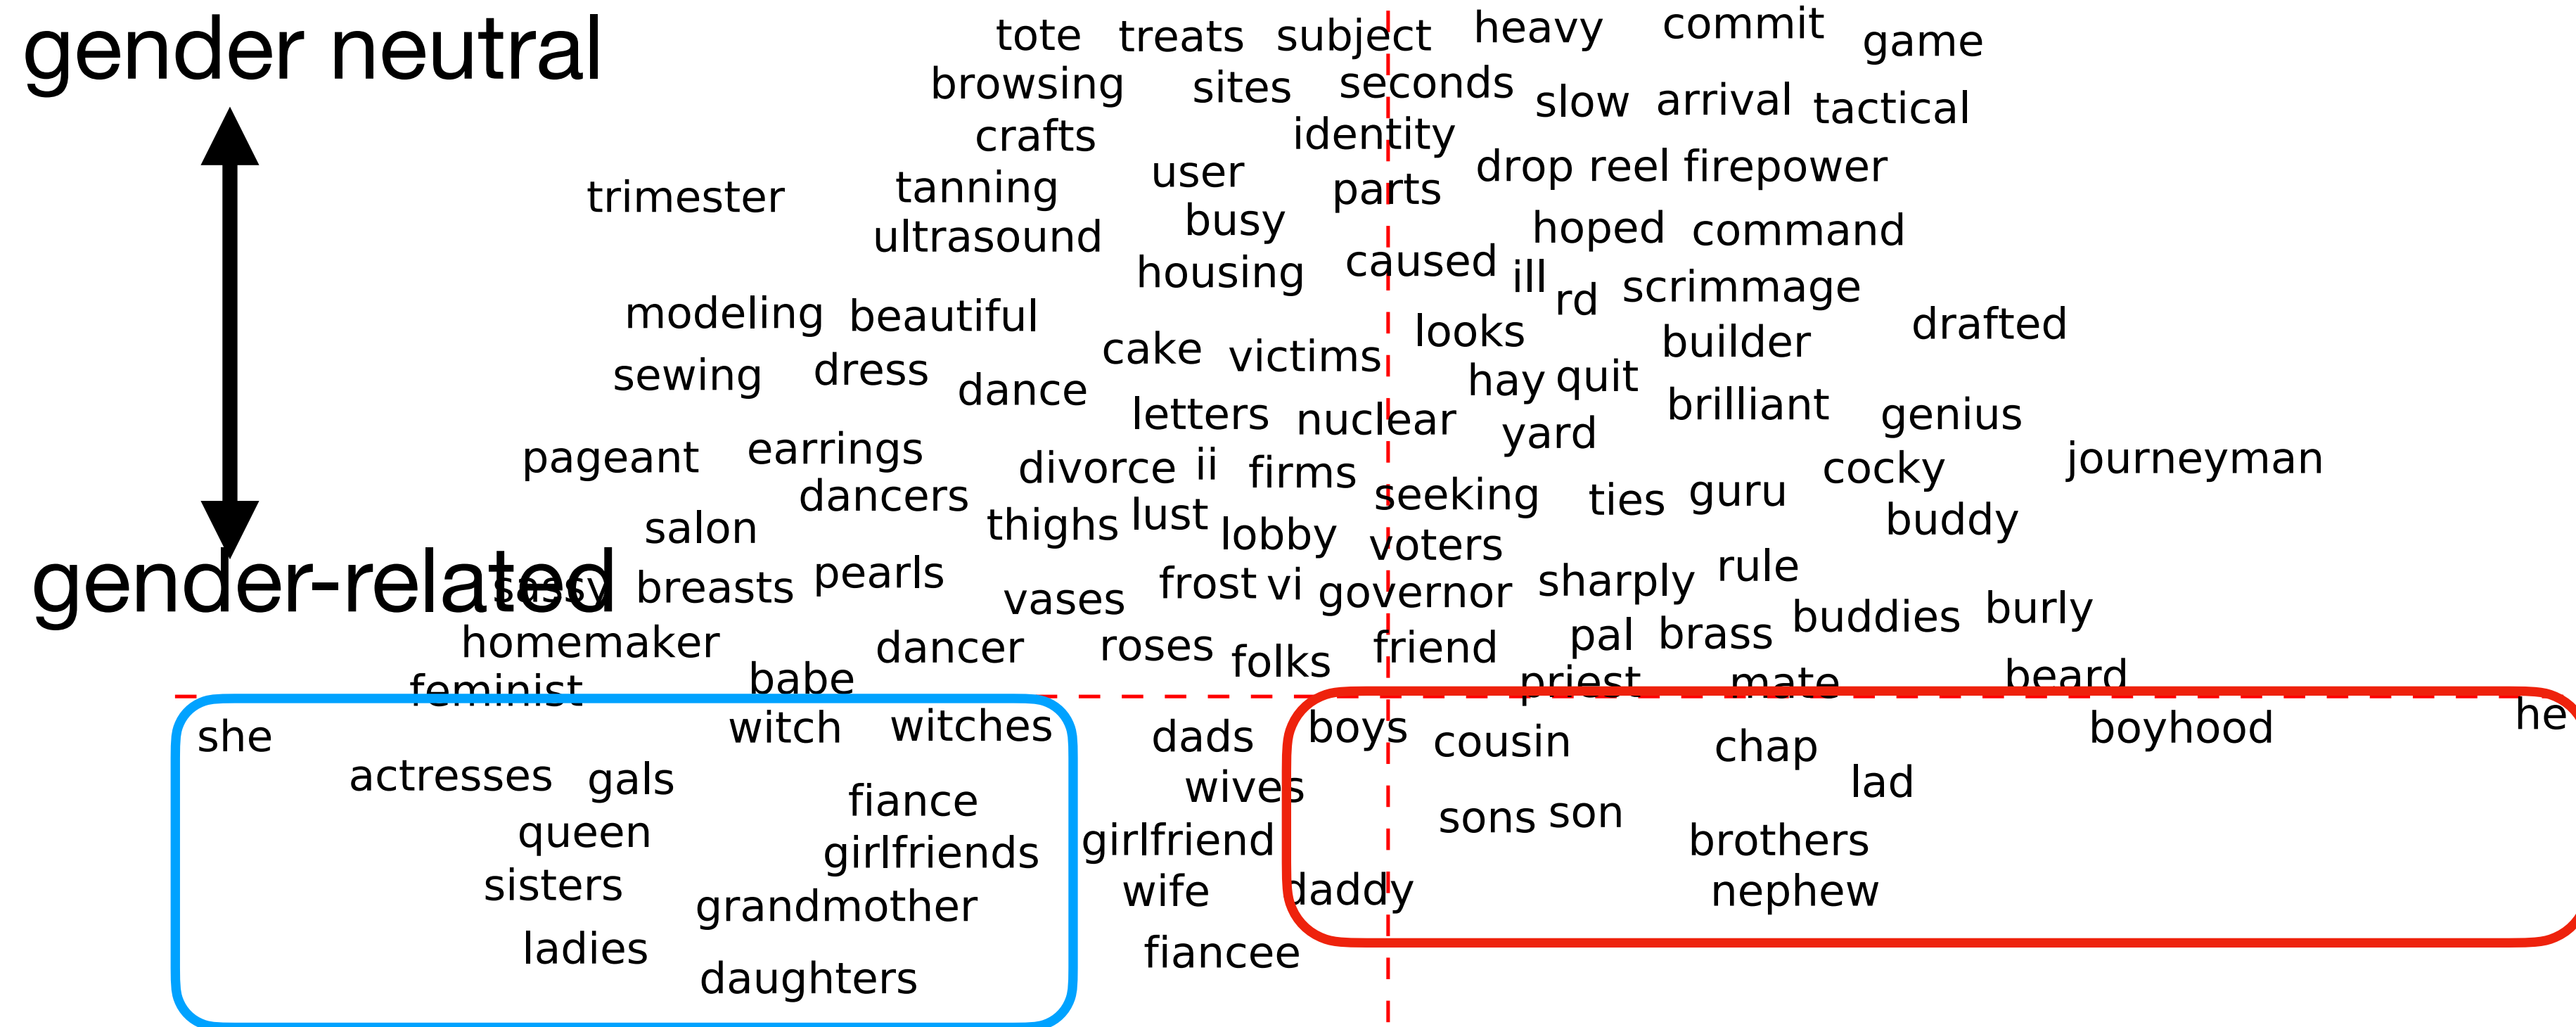 gender neutral
tote treats subject heavy commit game
browsing sites seconds slow arrival tactical
crafts identity
trimester tanning user parts drop reel firepower
ultrasound busy hoped command
housing caused ill rd scrimmage
modeling beautiful looks builder drafted
sewing dress dance cake victims hay quit brilliant genius
letters nuclear yard
pageant earrings divorce ii firms cocky journeyman
dancers seeking ties guru buddy
salon thighs lust lobby voters
gender-related
sassy breasts pearls vases frost vi governor sharply rule buddies burly
homemaker dancer roses folks friend pal brass
feminist babe priest mate beard
she witch witches dads boys cousin chap boyhood he
actresses gals fiance wives lad
queen girlfriends girlfriend sons son brothers
sisters grandmother wife daddy nephew
ladies daughters fiancee